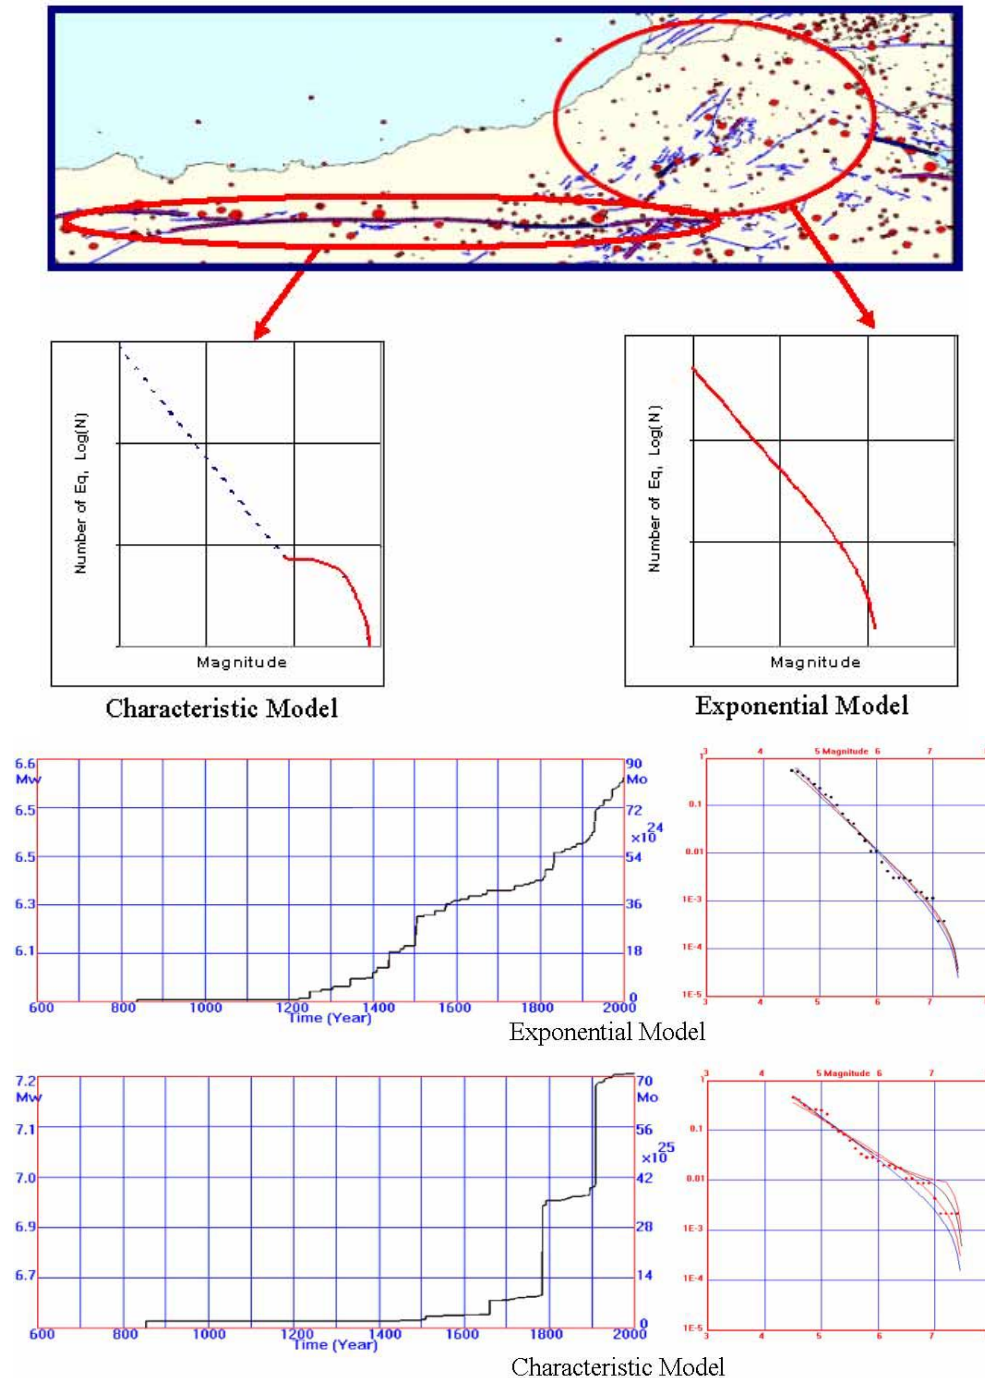 Number of Eq, Log(N)
Magnitude
Characteristic Model
Number of Eq, Log(N)
Magnitude
Exponential Model
6.6
Mw
6.5
6.5
6.3
6.1
90
Mo
72
x10 24
54
36
18
0
600 800 1000 1200 1400 1600 1800 2000
Time (Year)
3 4 5 Magnitude 6 7 8
1
0.1
0.01
1E-3
1E-4
1E-5
3 4 5 6 7
Exponential Model
7.2
Mw
7.1
7.0
6.9
6.7
70
Mo
56
x10 25
42
28
14
0
600 800 1000 1200 1400 1600 1800 2000
Time (Year)
3 4 5 Magnitude 6 7
1
0.1
0.01
1E-3
1E-4
1E-5
3 4 5 6 7
Characteristic Model